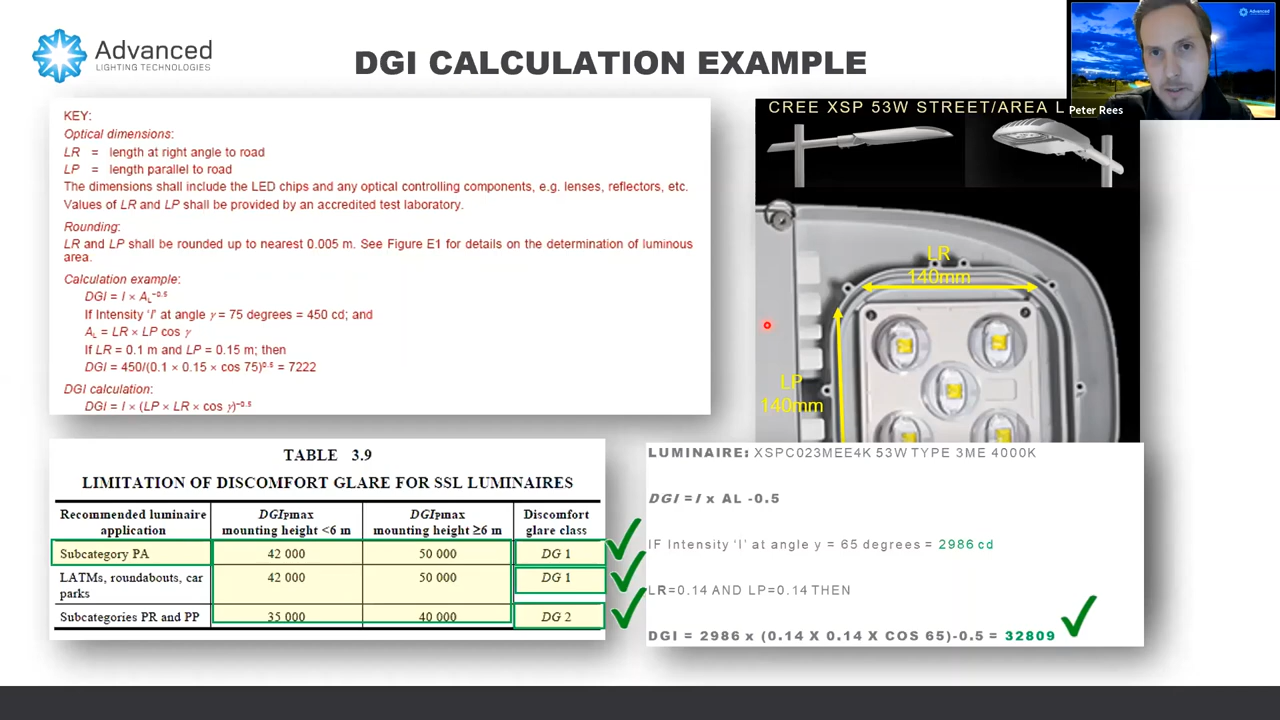 Advanced
LIGHTING TECHNOLOGIES
DGI CALCULATION EXAMPLE
Peter Rees
KEY:
Optical dimensions:
LR = length at right angle to road
LP = length parallel to road
The dimensions shall include the LED chips and any optical controlling components, e.g. lenses, reflectors, etc.
Values of LR and LP shall be provided by an accredited test laboratory.
Rounding:
LR and LP shall be rounded up to nearest 0.005 m. See Figure E1 for details on the determination of luminous
area.
Calculation example:
DGI = I × AL⁻⁰·⁵
If Intensity 'I' at angle γ = 75 degrees = 450 cd; and
AL = LR × LP cos γ
If LR = 0.1 m and LP = 0.15 m; then
DGI = 450/(0.1 × 0.15 × cos 75)⁰·⁵ = 7222
DGI calculation:
DGI = I × (LP × LR × cos γ)⁻⁰·⁵
CREE XSP 53W STREET/AREA L
LR
140mm
LP
140mm
TABLE 3.9
LIMITATION OF DISCOMFORT GLARE FOR SSL LUMINAIRES
Recommended luminaire application DGIPmax mounting height <6 m DGIPmax mounting height ≥6 m Discomfort glare class
Subcategory PA 42 000 50 000 DG 1
LATMs, roundabouts, car parks 42 000 50 000 DG 1
Subcategories PR and PP 35 000 40 000 DG 2
LUMINAIRE: XSPC023MEE4K 53W TYPE 3ME 4000K
DGI = I x AL -0.5
IF Intensity 'I' at angle y = 65 degrees = 2986 cd
LR=0.14 AND LP=0.14 THEN
DGI = 2986 x (0.14 X 0.14 X COS 65)-0.5 = 32809